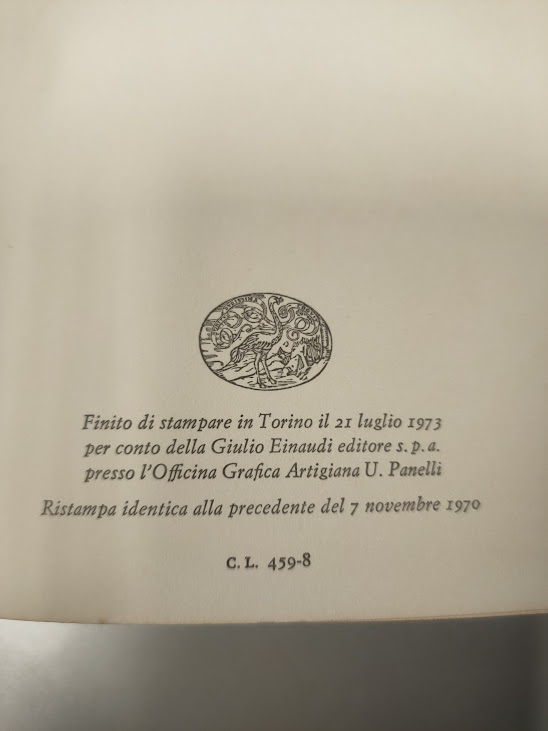 Finito di stampare in Torino il 21 luglio 1973
per conto della Giulio Einaudi editore s.p.a.
presso l'Officina Grafica Artigiana U. Panelli
Ristampa identica alla precedente del 7 novembre 1970
C. L. 459-8